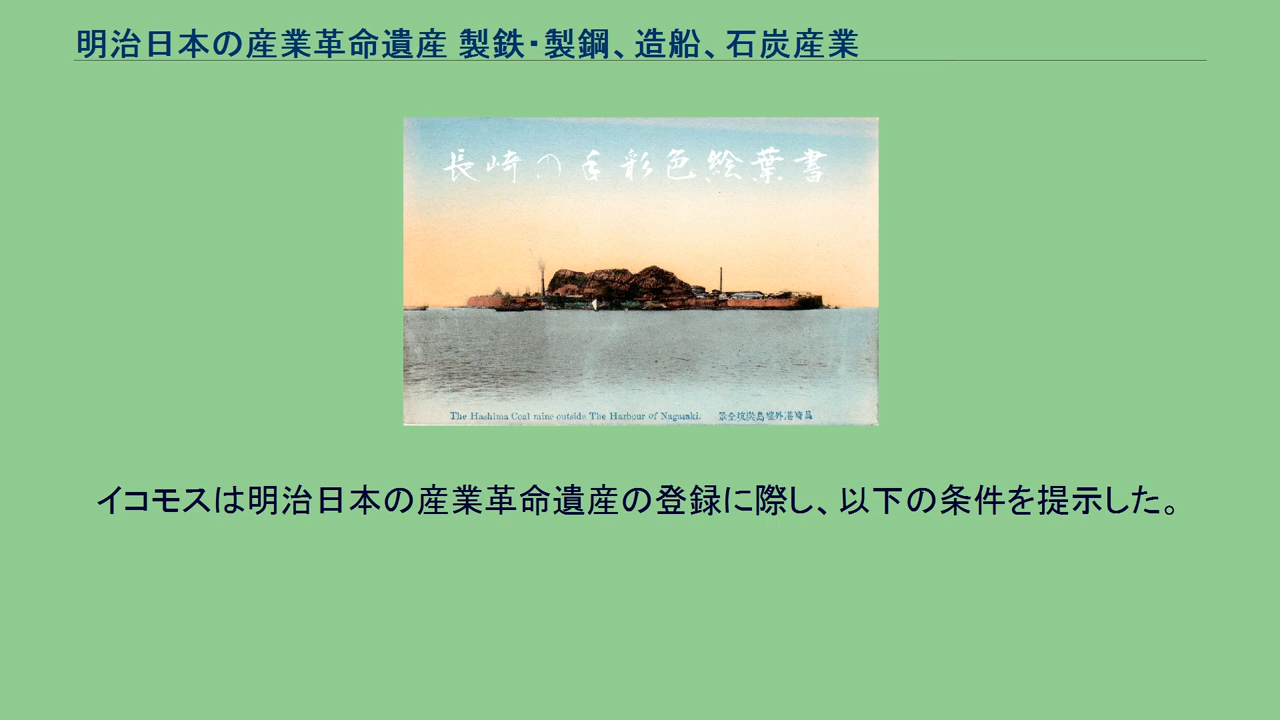 明治日本の産業革命遺産 製鉄・製鋼、造船、石炭産業
長崎の手彩色絵葉書
The Hashima Coal mine outside The Harbour of Nagasaki.
イコモスは明治日本の産業革命遺産の登録に際し、以下の条件を提示した。